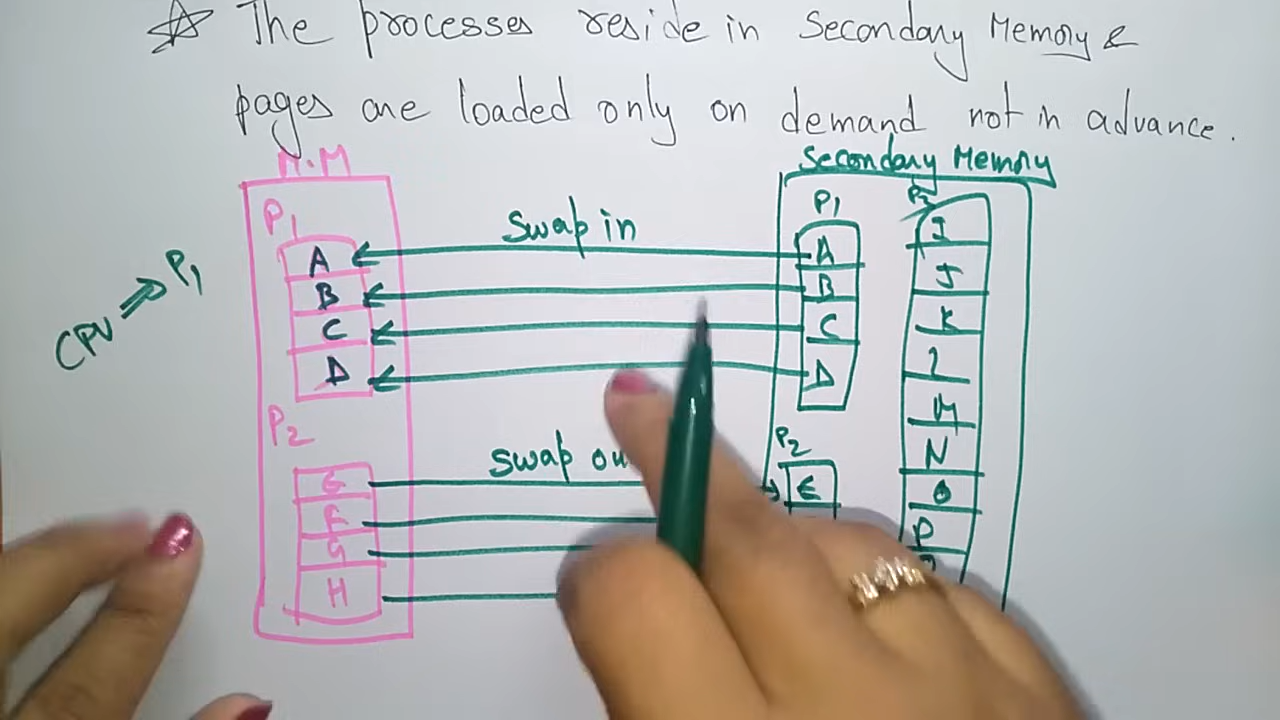 The processes reside in Secondary Memory &
pages are loaded only on demand not in advance.
M.M
Secondary Memory
P1
A
B
C
D
P2
F
G
H
CPU ⇒ P1
Swap in
Swap
P1
A
B
C
D
P2
E
P3
I
J
K
L
M
N
O
P